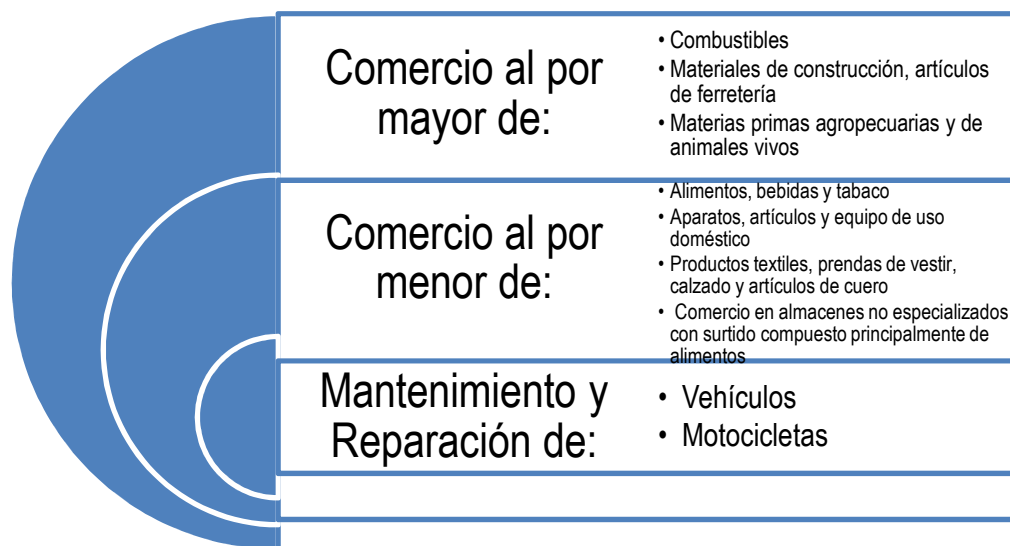 Comercio al por
mayor de:
• Combustibles
• Materiales de construcción, artículos
de ferretería
• Materias primas agropecuarias y de
animales vivos
Comercio al por
menor de:
• Alimentos, bebidas y tabaco
• Aparatos, artículos y equipo de uso
doméstico
• Productos textiles, prendas de vestir,
calzado y artículos de cuero
• Comercio en almacenes no especializados
con surtido compuesto principalmente de
alimentos
Mantenimiento y
Reparación de:
• Vehículos
• Motocicletas